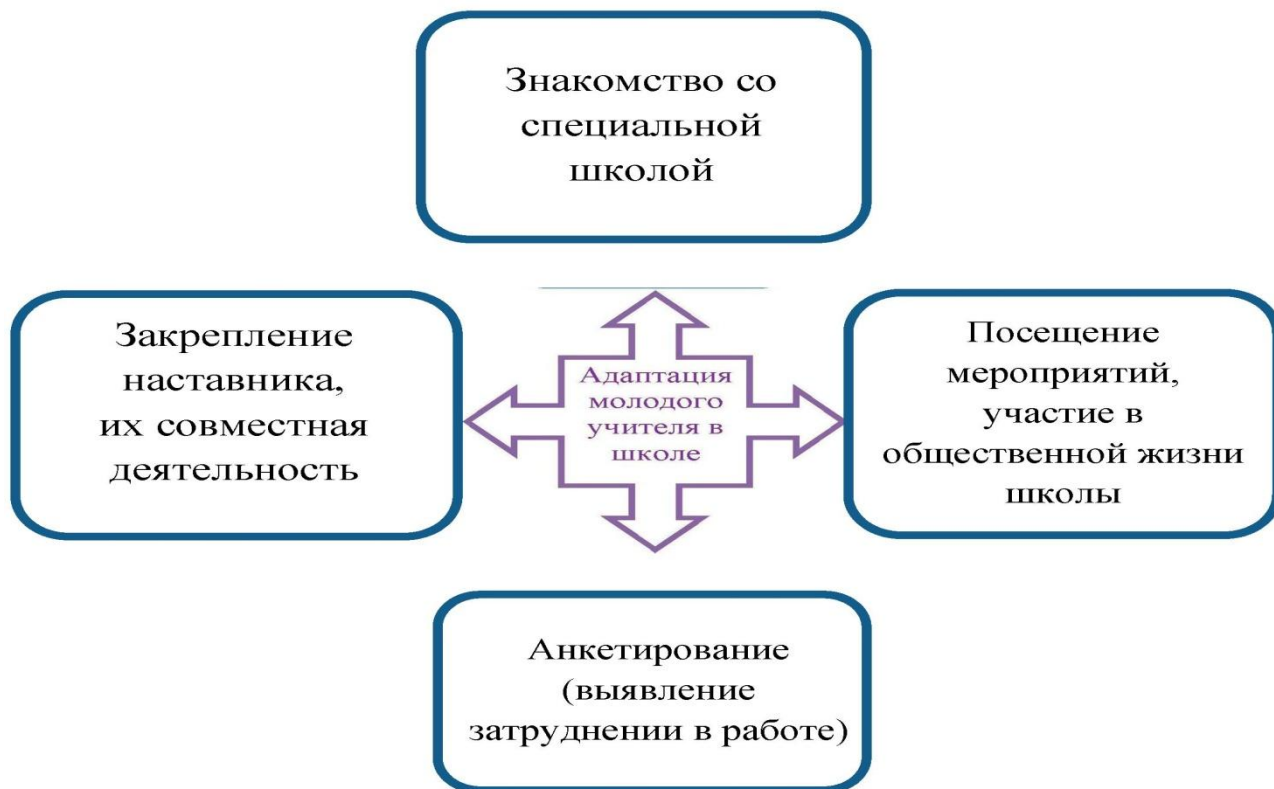 Знакомство со
специальной
школой
Закрепление
наставника,
их совместная
деятельность
Адаптация
молодого
учителя в
школе
Посещение
мероприятий,
участие в
общественной жизни
школы
Анкетирование
(выявление
затруднении в работе)